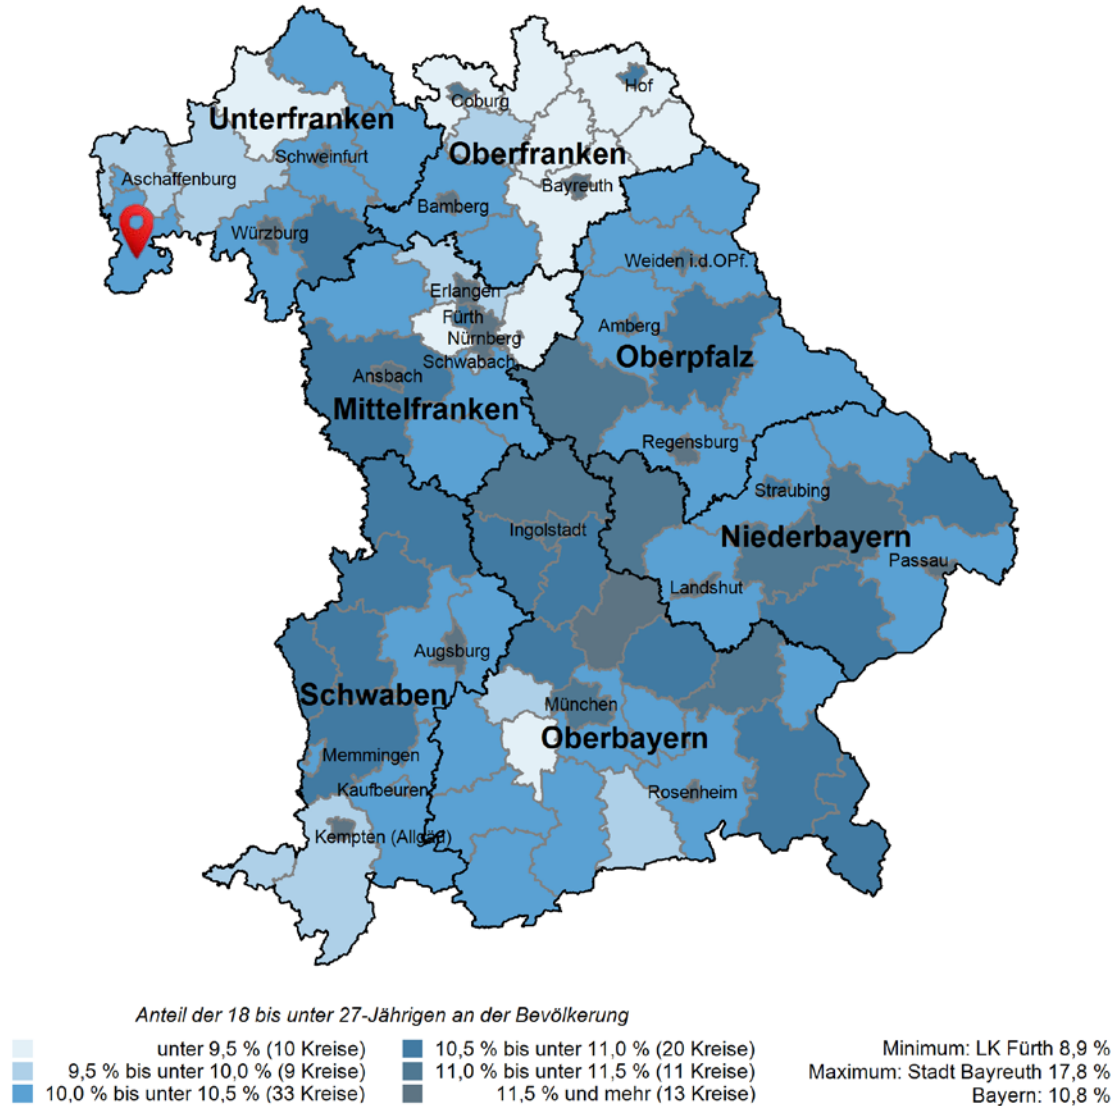 Hof
Coburg
Unterfranken
Oberfranken
Schweinfurt
Aschaffenburg
Bayreuth
Bamberg
Würzburg
Weiden i.d.OPf.
Erlangen
Fürth
Amberg
Nürnberg
Oberpfalz
Schwabach
Ansbach
Mittelfranken
Regensburg
Straubing
Ingolstadt
Niederbayern
Passau
Landshut
Augsburg
Schwaben
München
Oberbayern
Memmingen
Kaufbeuren
Rosenheim
Kempten (Allgäu)
Anteil der 18 bis unter 27-Jährigen an der Bevölkerung
unter 9,5 % (10 Kreise)
9,5 % bis unter 10,0 % (9 Kreise)
10,0 % bis unter 10,5 % (33 Kreise)
10,5 % bis unter 11,0 % (20 Kreise)
11,0 % bis unter 11,5 % (11 Kreise)
11,5 % und mehr (13 Kreise)
Minimum: LK Fürth 8,9 %
Maximum: Stadt Bayreuth 17,8 %
Bayern: 10,8 %